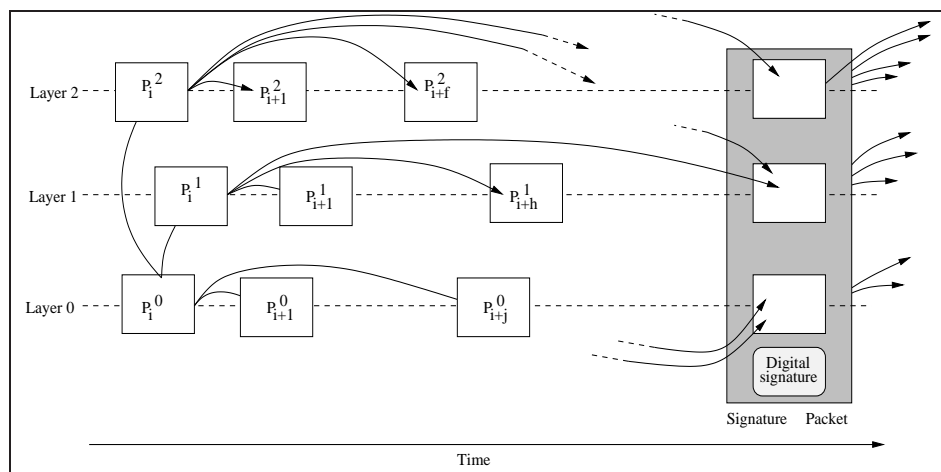 Layer 2
P_i^2
P_{i+1}^2
P_{i+f}^2
Layer 1
P_i^1
P_{i+1}^1
P_{i+h}^1
Layer 0
P_i^0
P_{i+1}^0
P_{i+j}^0
Digital
signature
Signature Packet
Time